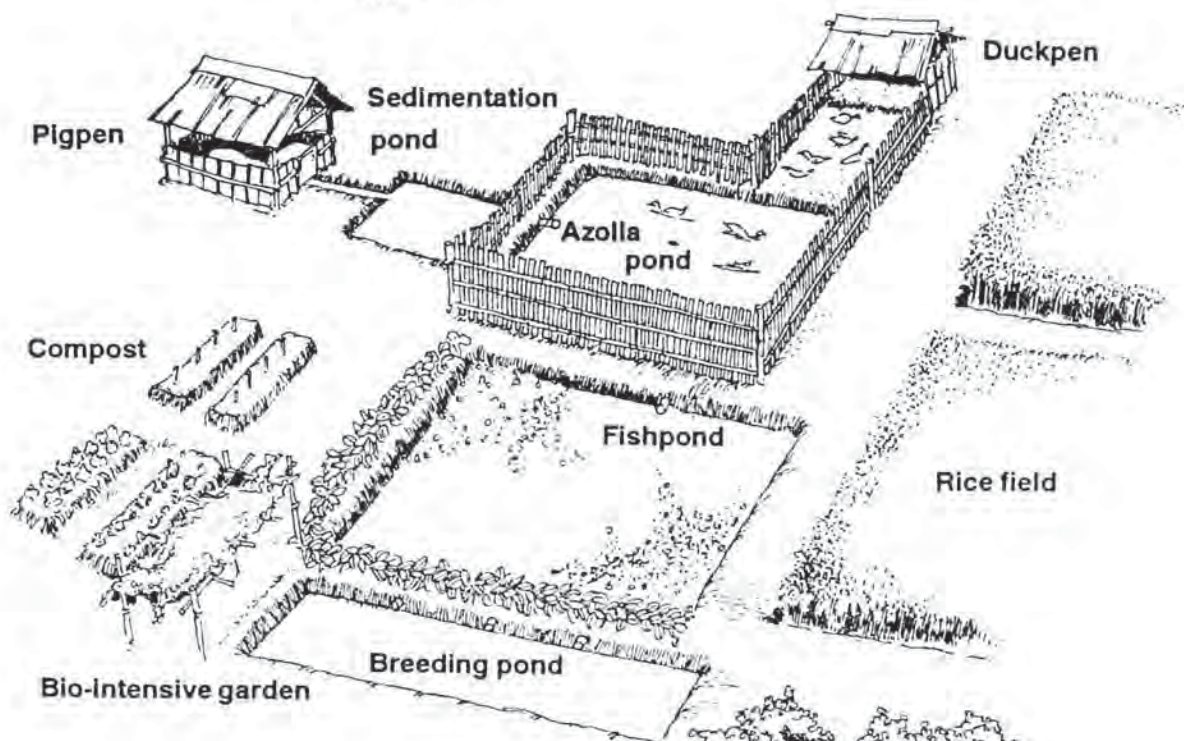 Duckpen
Sedimentation
pond
Pigpen
Azolla
pond
Compost
Fishpond
Rice field
Breeding pond
Bio-intensive garden